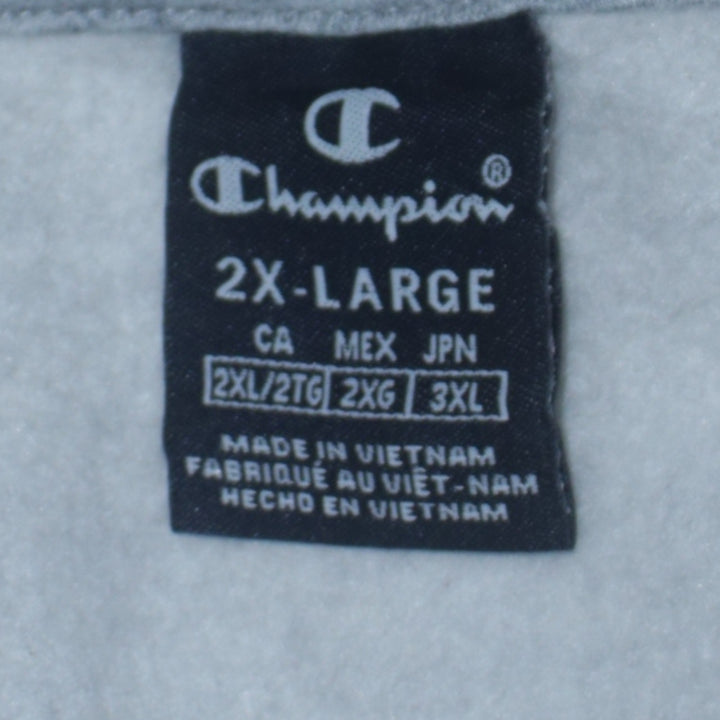 C
Champion®
2X-LARGE
CA MEX JPN
2XL/2TG 2XG 3XL
MADE IN VIETNAM
FABRIQUÉ AU VIÊT-NAM
HECHO EN VIETNAM